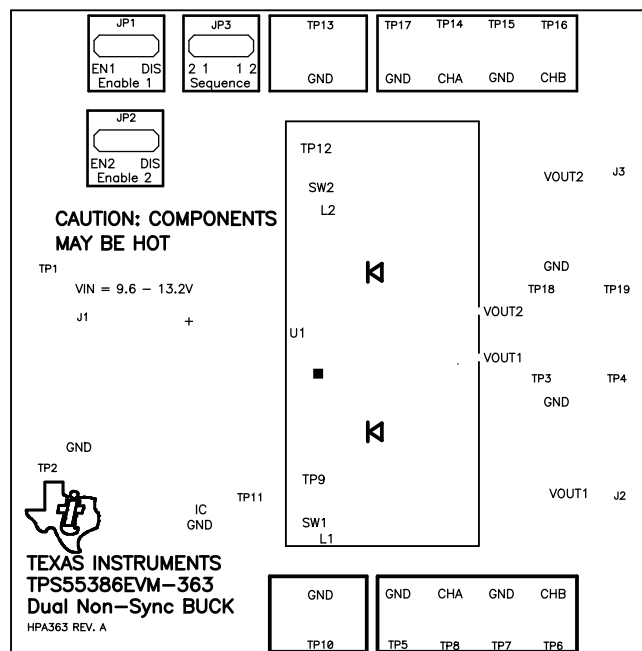 JP1 JP3 TP13 TP17 TP14 TP15 TP16
EN1 DIS 2 1 1 2
Enable 1 Sequence GND GND CHA GND CHB
JP2
EN2 DIS
Enable 2
TP12
VOUT2 J3
SW2
L2
CAUTION: COMPONENTS
MAY BE HOT
TP1 GND
VIN = 9.6 – 13.2V TP18 TP19
J1 + VOUT2
U1
VOUT1
TP3 TP4
GND
GND
TP2 TP9
TP11 VOUT1 J2
IC
GND SW1
L1
TEXAS INSTRUMENTS
TPS55386EVM–363
Dual Non–Sync BUCK
HPA363 REV. A
GND GND CHA GND CHB
TP10 TP5 TP8 TP7 TP6